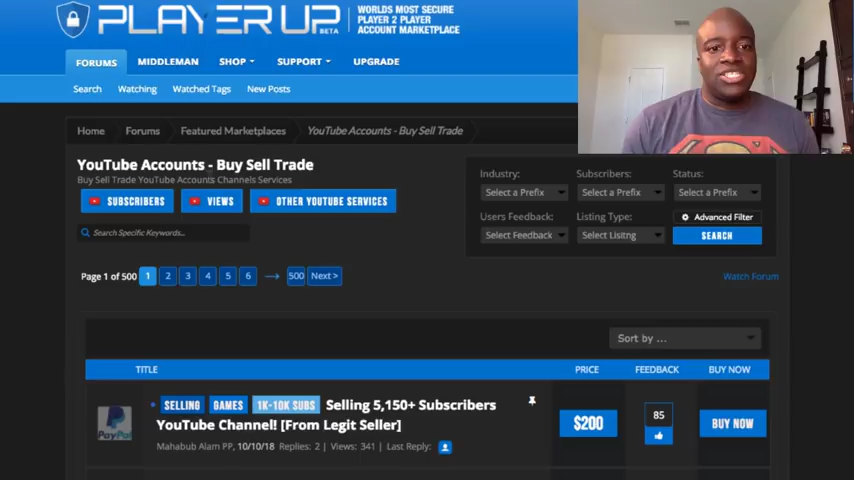 PLAYER UP BETA
WORLDS MOST SECURE
PLAYER 2 PLAYER
ACCOUNT MARKETPLACE
FORUMS MIDDLEMAN SHOP SUPPORT UPGRADE
Search Watching Watched Tags New Posts
Home Forums Featured Marketplaces YouTube Accounts - Buy Sell Trade
YouTube Accounts - Buy Sell Trade
Buy Sell Trade YouTube Accounts Channels Services
SUBSCRIBERS VIEWS OTHER YOUTUBE SERVICES
Search Specific Keywords...
Industry: Subscribers: Status:
Select a Prefix Select a Prefix Select a Prefix
Users Feedback: Listing Type: Advanced Filter
Select Feedback Select Lisitng SEARCH
Page 1 of 500 1 2 3 4 5 6 → 500 Next >
Watch Forum
Sort by ...
TITLE PRICE FEEDBACK BUY NOW
SELLING GAMES 1K-10K SUBS Selling 5,150+ Subscribers
YouTube Channel! [From Legit Seller]
PayPal
Mahabub Alam PP, 10/10/18 Replies: 2 | Views: 341 | Last Reply:
$200 85 BUY NOW